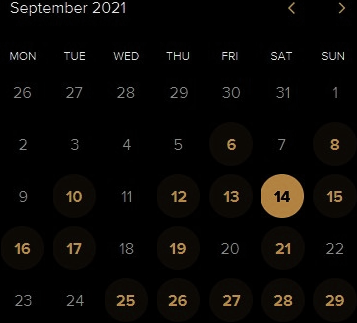 September 2021 < >
MON TUE WED THU FRI SAT SUN
26 27 28 29 30 31 1
2 3 4 5 6 7 8
9 10 11 12 13 14 15
16 17 18 19 20 21 22
23 24 25 26 27 28 29